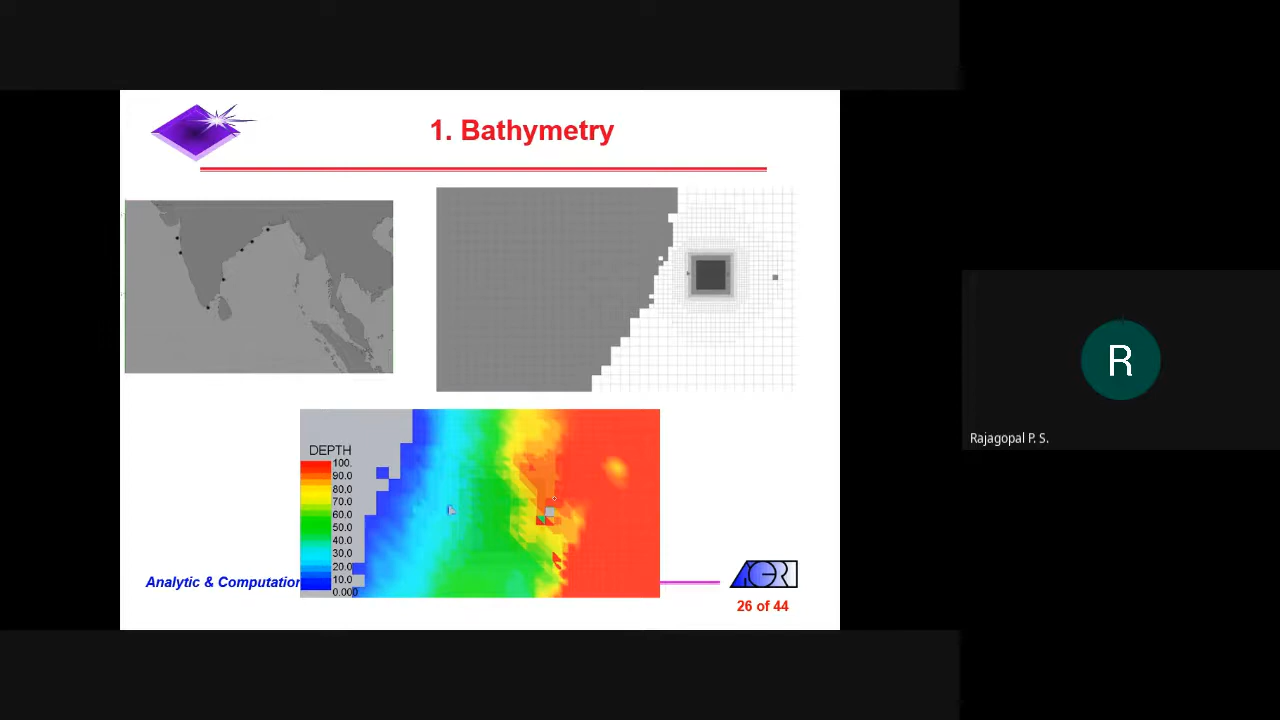 1. Bathymetry
DEPTH
100.
90.0
80.0
70.0
60.0
50.0
40.0
30.0
20.0
10.0
0.000
Analytic & Computation
ACER
26 of 44
R
Rajagopal P. S.